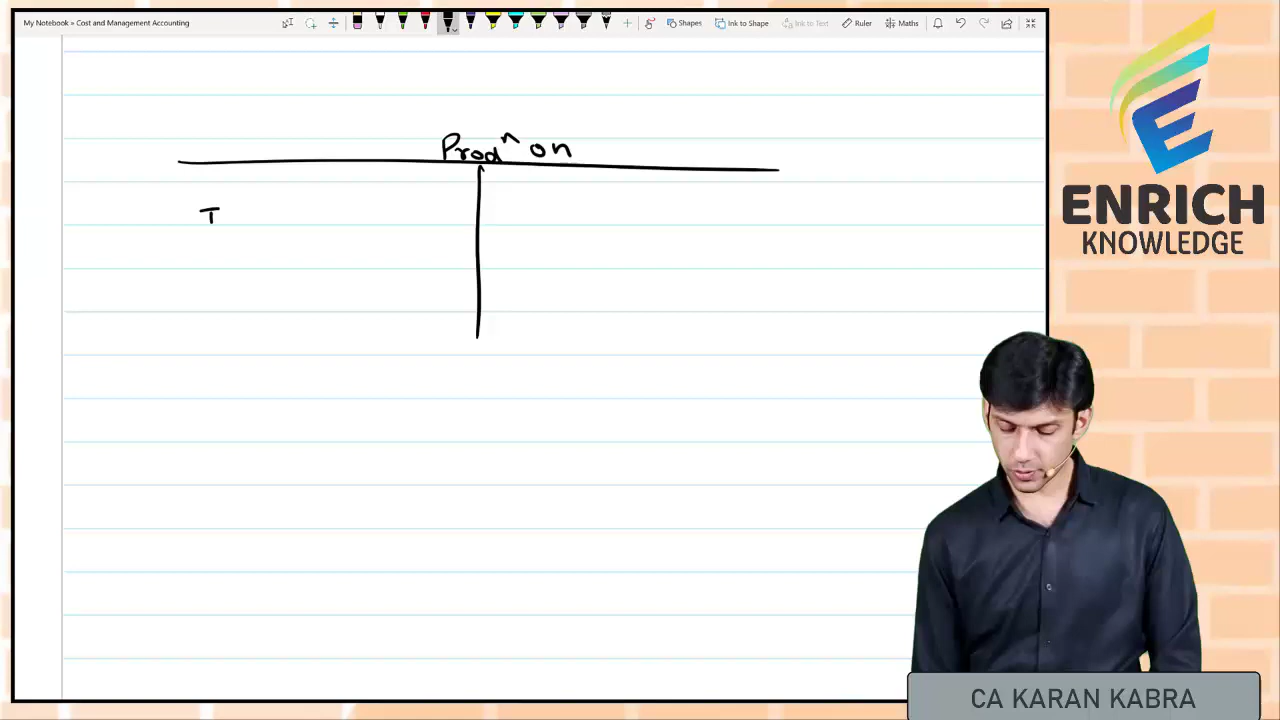 My Notebook » Cost and Management Accounting
Shapes
Ink to Shape
Ink to Text
Ruler
Maths
Prodⁿ on
T
ENRICH
KNOWLEDGE
CA KARAN KABRA